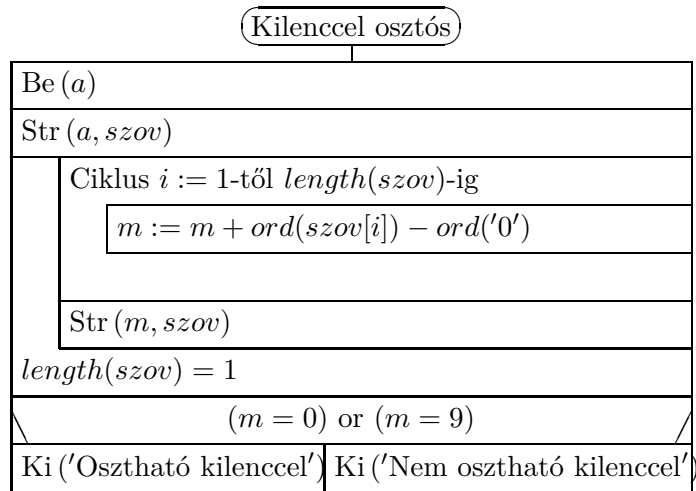 Kilenccel osztós
Be (a)
Str (a, szov)
Ciklus i := 1-től length(szov)-ig
m := m + ord(szov[i]) − ord('0')
Str (m, szov)
length(szov) = 1
(m = 0) or (m = 9)
Ki ('Osztható kilenccel') Ki ('Nem osztható kilenccel')